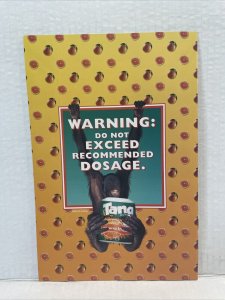 WARNING:
DO NOT
EXCEED
RECOMMENDED
DOSAGE.
Tang